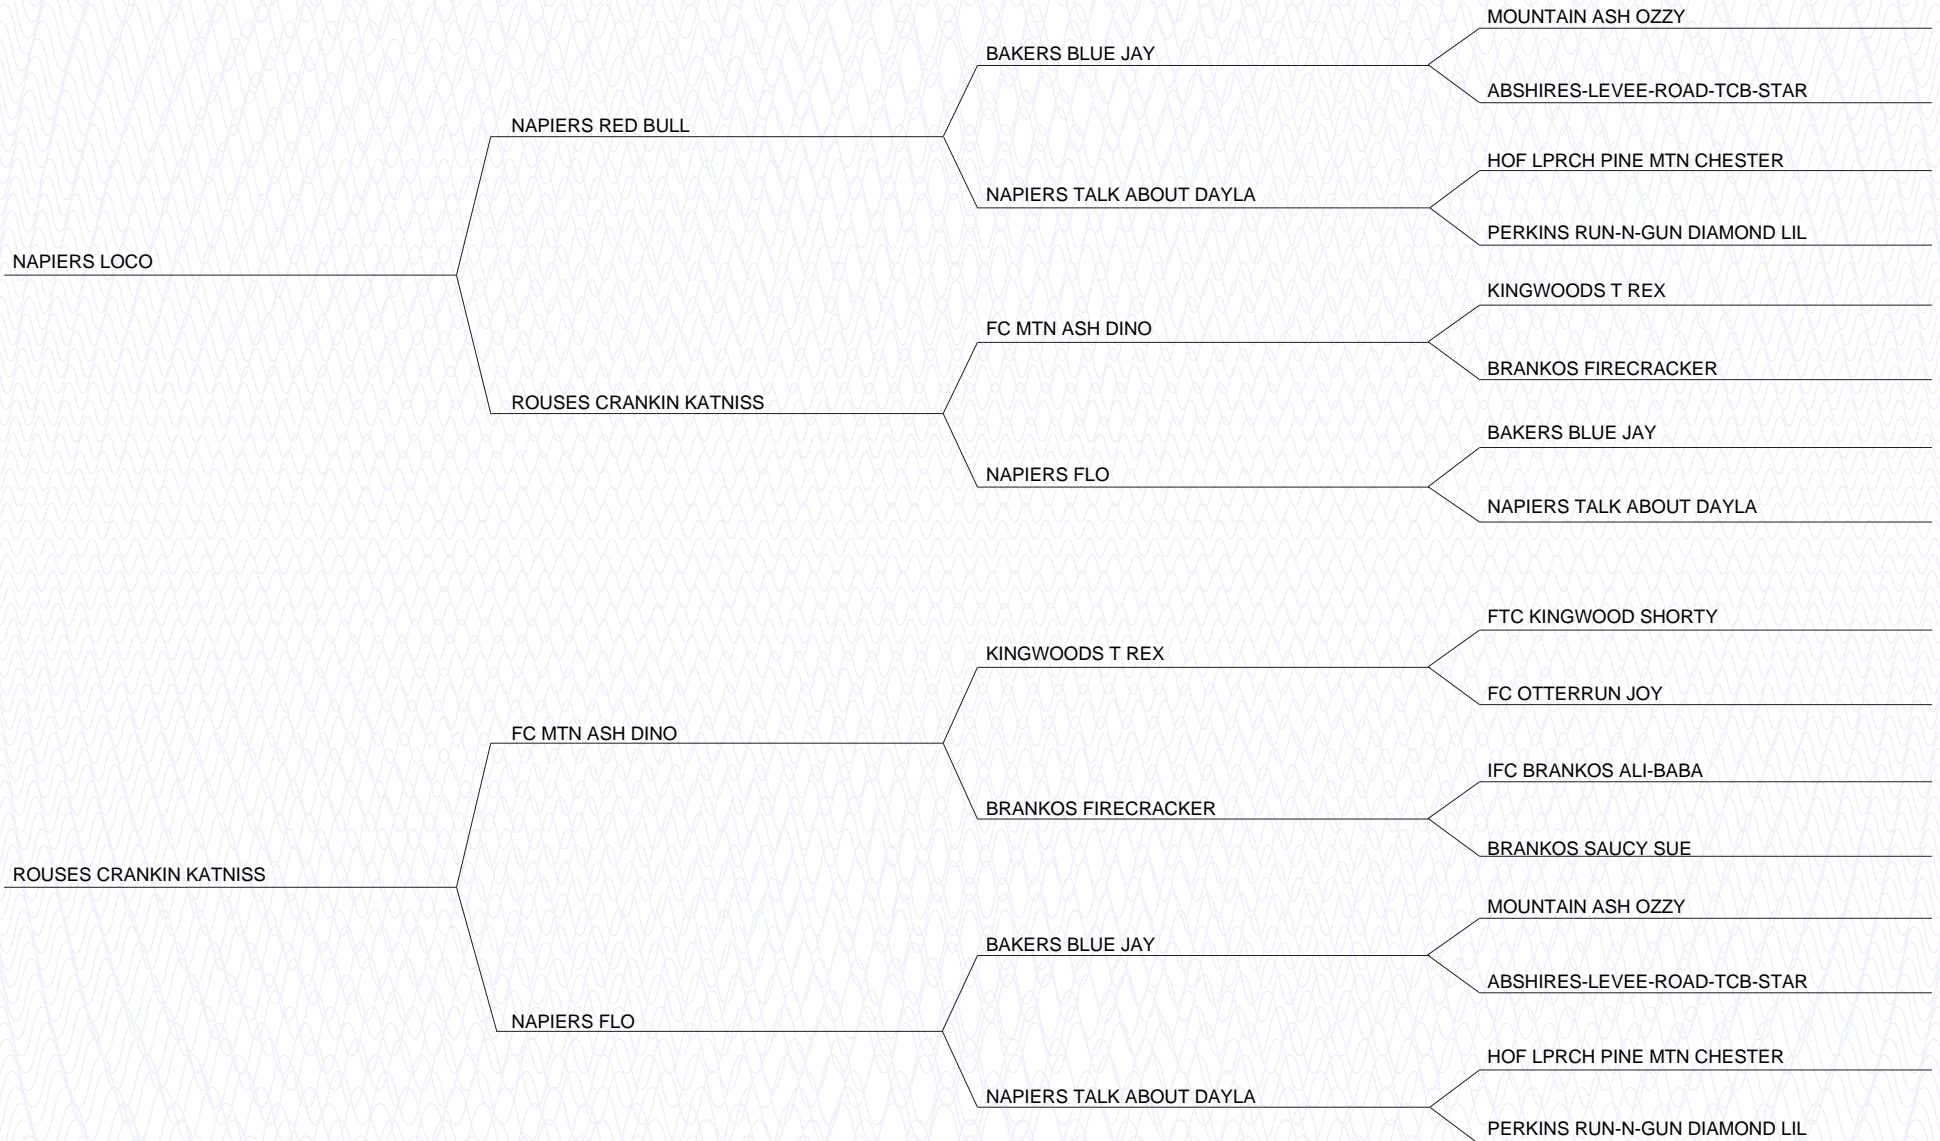 MOUNTAIN ASH OZZY
BAKERS BLUE JAY
ABSHIRES-LEVEE-ROAD-TCB-STAR
NAPIERS RED BULL
HOF LPRCH PINE MTN CHESTER
NAPIERS TALK ABOUT DAYLA
PERKINS RUN-N-GUN DIAMOND LIL
NAPIERS LOCO
KINGWOODS T REX
FC MTN ASH DINO
BRANKOS FIRECRACKER
ROUSES CRANKIN KATNISS
BAKERS BLUE JAY
NAPIERS FLO
NAPIERS TALK ABOUT DAYLA
FTC KINGWOOD SHORTY
KINGWOODS T REX
FC OTTERRUN JOY
FC MTN ASH DINO
IFC BRANKOS ALI-BABA
BRANKOS FIRECRACKER
BRANKOS SAUCY SUE
ROUSES CRANKIN KATNISS
MOUNTAIN ASH OZZY
BAKERS BLUE JAY
ABSHIRES-LEVEE-ROAD-TCB-STAR
NAPIERS FLO
HOF LPRCH PINE MTN CHESTER
NAPIERS TALK ABOUT DAYLA
PERKINS RUN-N-GUN DIAMOND LIL